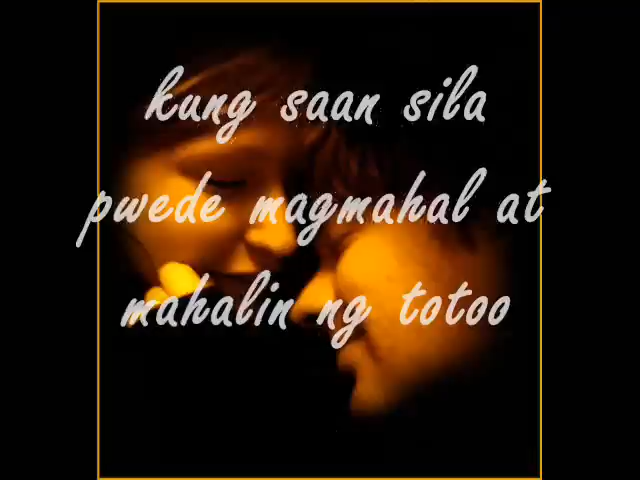 kung saan sila
pwede magmahal at
mahalin ng totoo